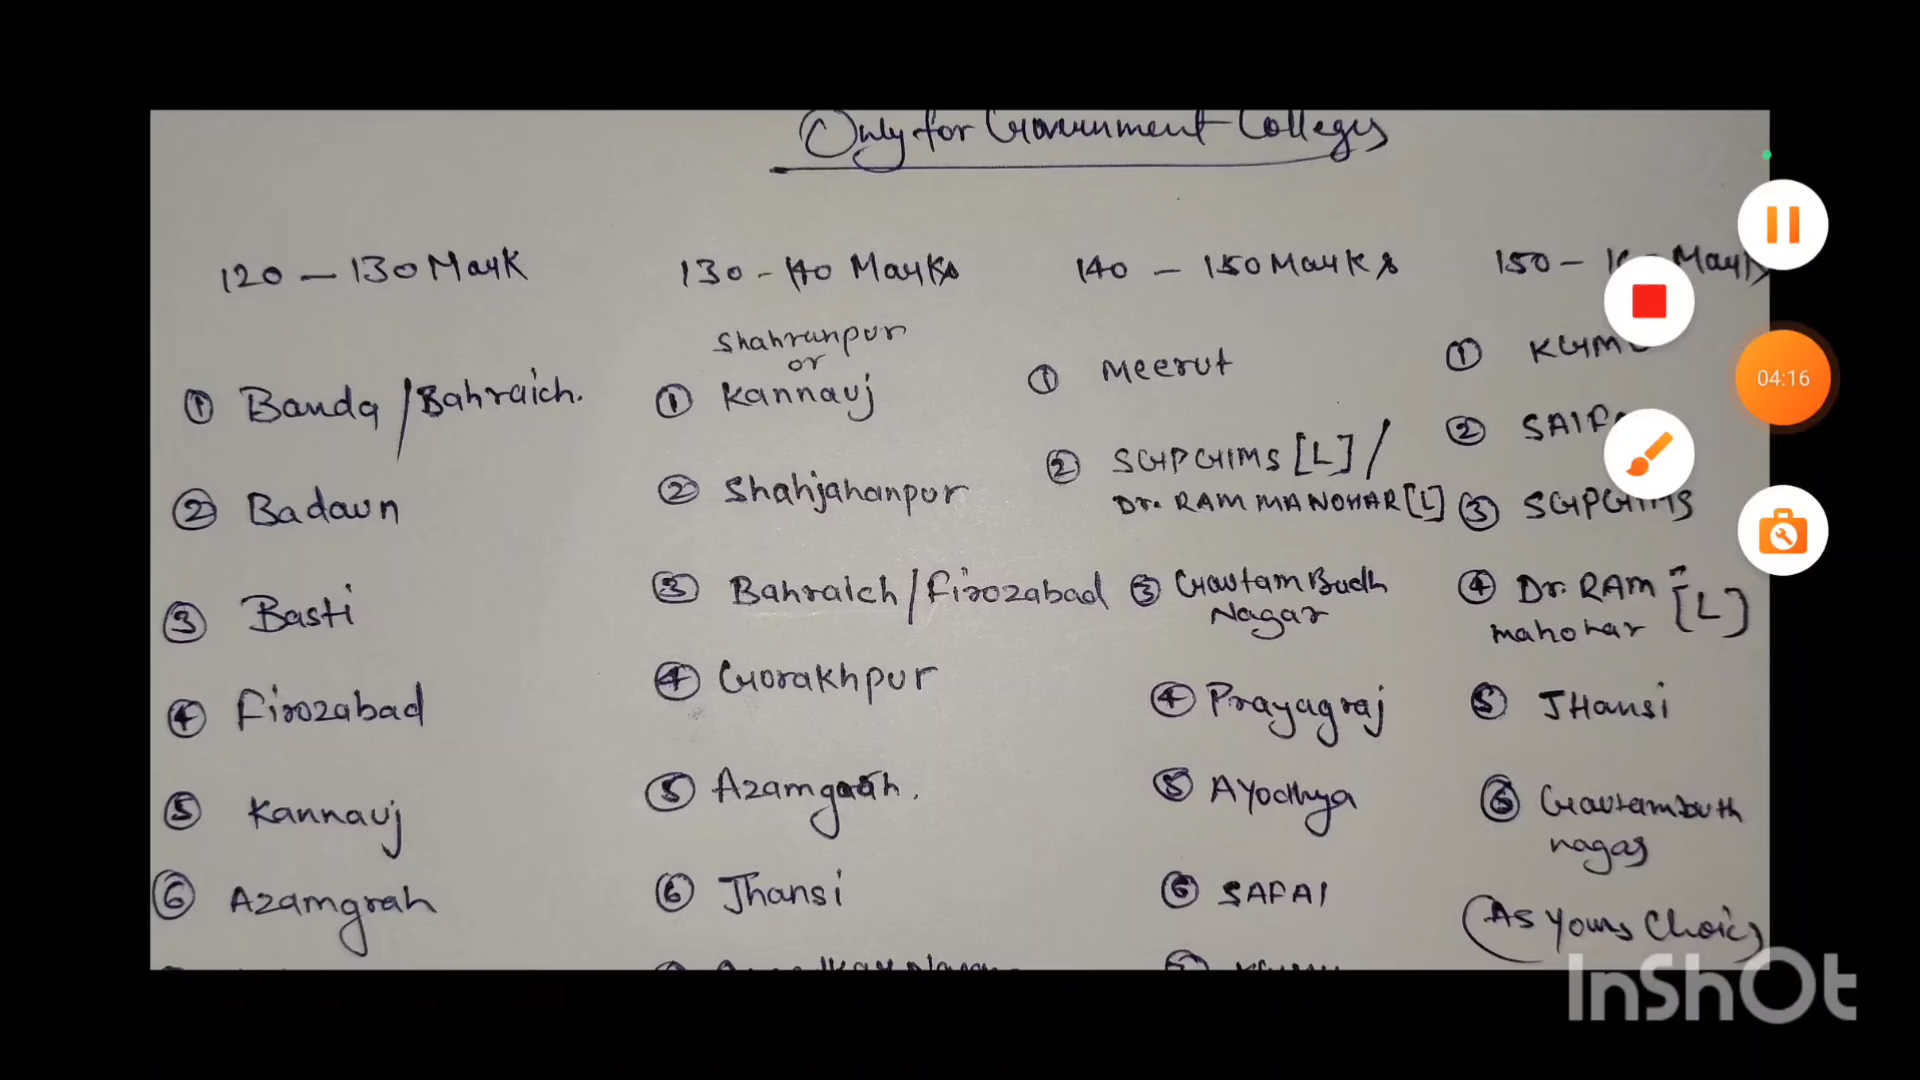 Only for Government Colleges
120 — 130 Mark
① Banda / Bahraich.
② Badaun
③ Basti
④ Firozabad
⑤ Kannauj
⑥ Azamgrah
130 - 140 Marks
Shahranpur
or
① Kannauj
② Shahjahanpur
③ Bahraich / Firozabad
④ Gorakhpur
⑤ Azamgrah.
⑥ Jhansi
140 — 150 Marks
① Meerut
② SGPGIMS [L] /
Dr. RAM MANOHAR [L]
③ Gautam Budh
Nagar
④ Prayagraj
⑤ Ayodhya
⑥ SAFAI
150 –
① KGM
② SAIF
③ SGPGIMS
④ Dr. RAM [L]
manohar
⑤ JHansi
⑥ Gautambuth
nagar
(As Yours Choice)
04:16
InShOt